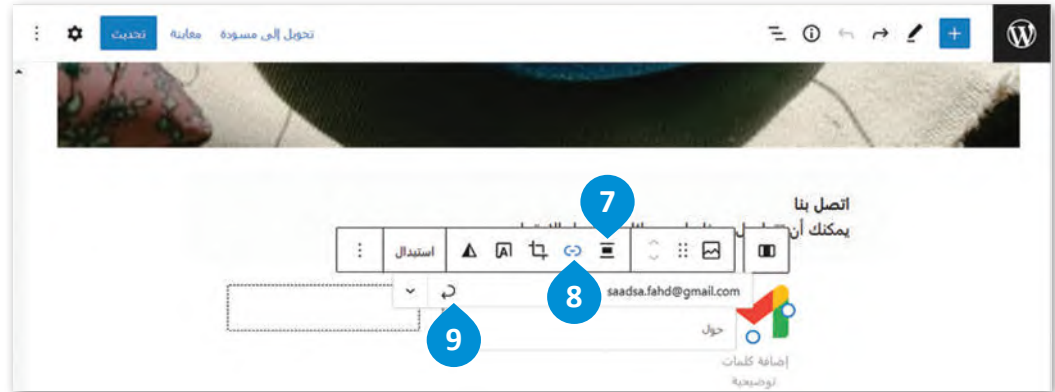 تحويل إلى مسودة معاينة تحديث
اتصل بنا
يمكنك أن
7
استبدال
8
saadsa.fahd@gmail.com
9
حول
إضافة كلمات
توضيحية